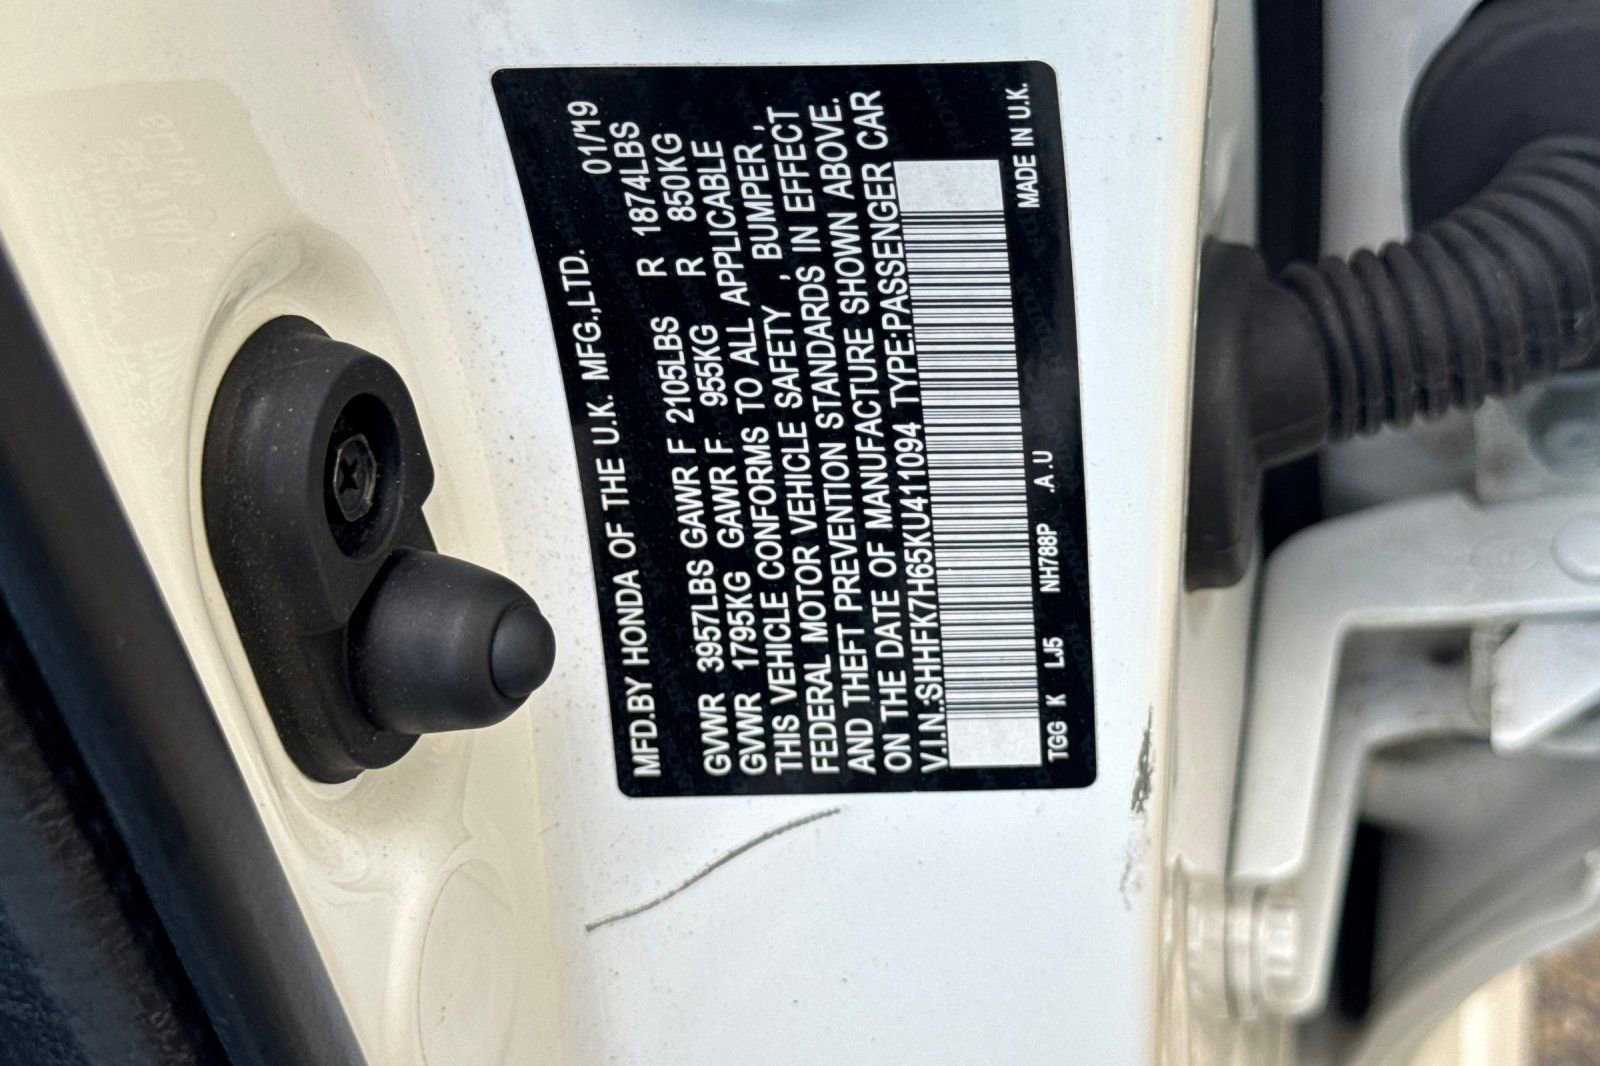 MFD.BY HONDA OF THE U.K. MFG.,LTD. 01/'19
GVWR 3957LBS GAWR F 2105LBS R 1874LBS
GVWR 1795KG GAWR F 955KG R 850KG
THIS VEHICLE CONFORMS TO ALL APPLICABLE
FEDERAL MOTOR VEHICLE SAFETY , BUMPER ,
AND THEFT PREVENTION STANDARDS IN EFFECT
ON THE DATE OF MANUFACTURE SHOWN ABOVE.
V.I.N.:SHHFK7H65KU411094 TYPE:PASSENGER CAR
TGG K LJ5 NH788P .A .U MADE IN U.K.